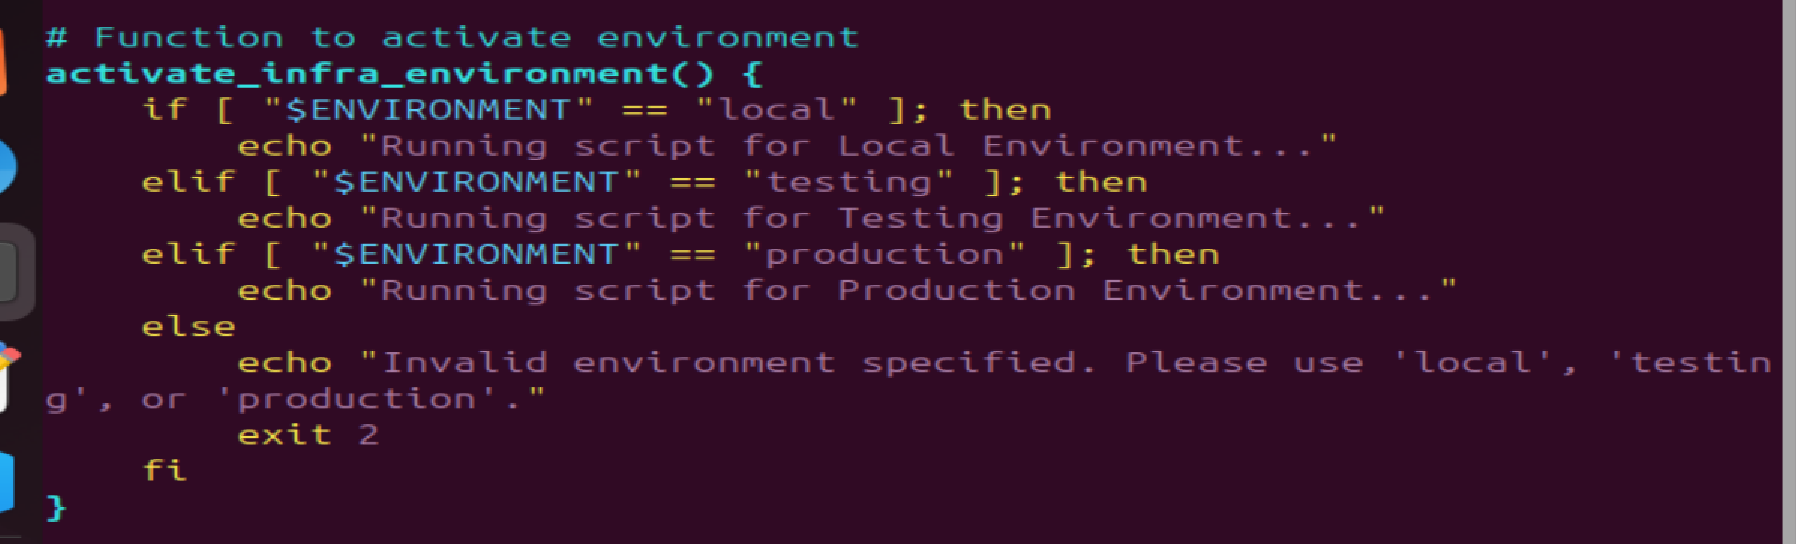 # Function to activate environment
activate_infra_environment() {
    if [ "$ENVIRONMENT" == "local" ]; then
        echo "Running script for Local Environment..."
    elif [ "$ENVIRONMENT" == "testing" ]; then
        echo "Running script for Testing Environment..."
    elif [ "$ENVIRONMENT" == "production" ]; then
        echo "Running script for Production Environment..."
    else
        echo "Invalid environment specified. Please use 'local', 'testin
g', or 'production'."
        exit 2
    fi
}